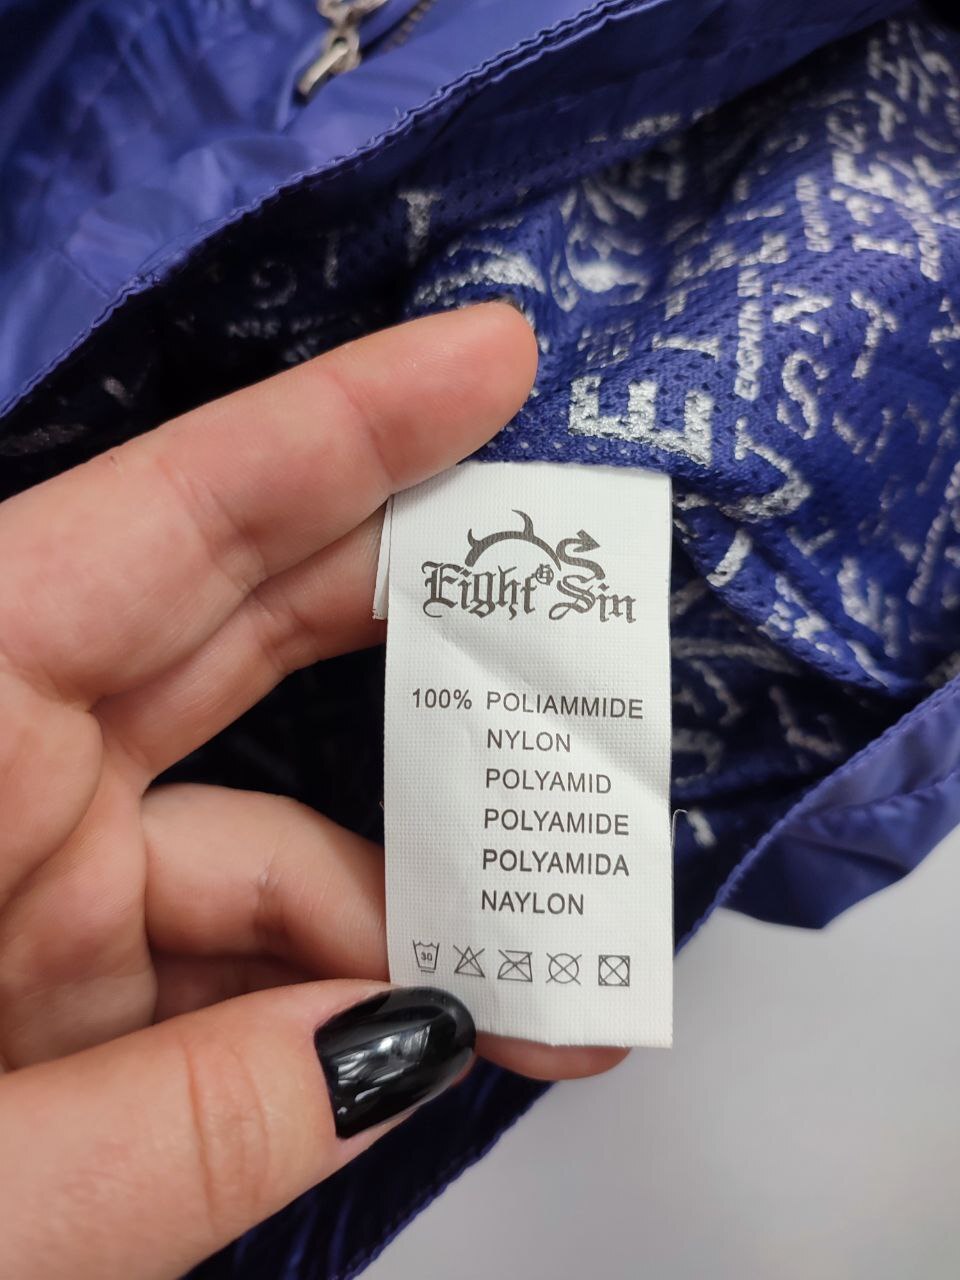 Eight Sin
100% POLIAMMIDE
NYLON
POLYAMID
POLYAMIDE
POLYAMIDA
NAYLON
30